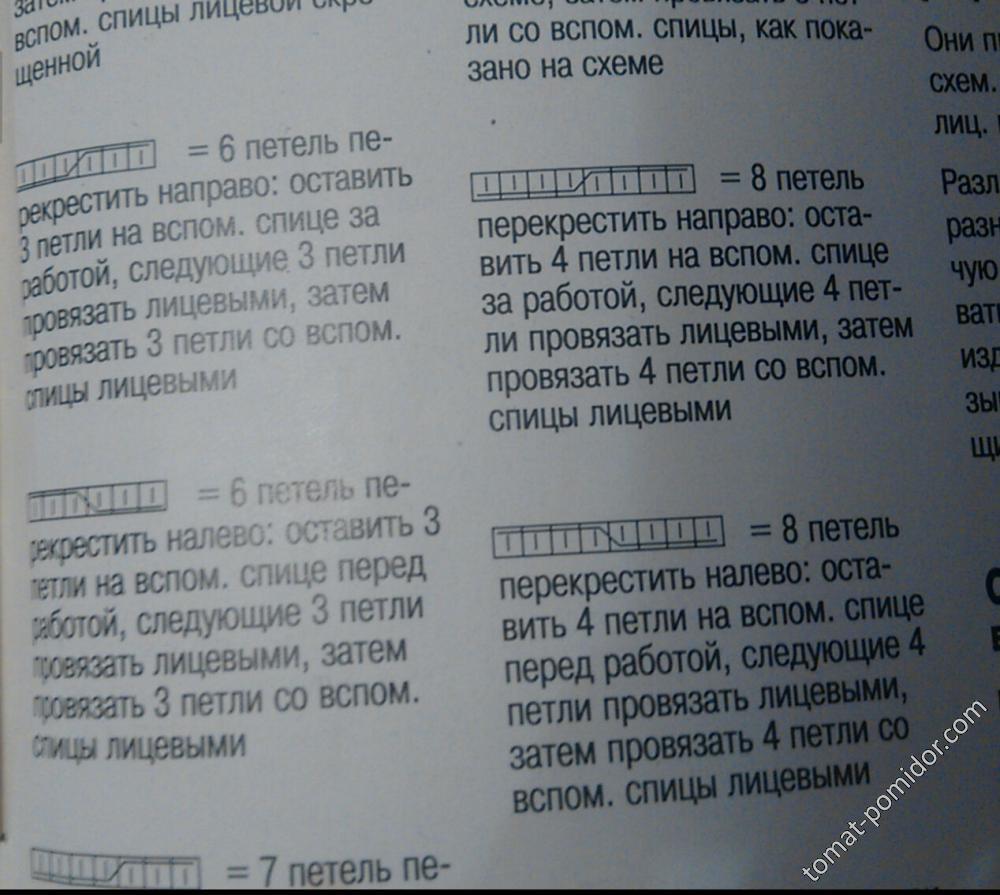 затем
вспом. спицы лицевой скре-
щенной
= 6 петель пе-
рекрестить направо: оставить
3 петли на вспом. спице за
работой, следующие 3 петли
провязать лицевыми, затем
провязать 3 петли со вспом.
спицы лицевыми
= 6 петель пе-
рекрестить налево: оставить 3
петли на вспом. спице перед
работой, следующие 3 петли
провязать лицевыми, затем
провязать 3 петли со вспом.
спицы лицевыми
= 7 петель пе-
ли со вспом. спицы, как пока-
зано на схеме
= 8 петель
перекрестить направо: оста-
вить 4 петли на вспом. спице
за работой, следующие 4 пет-
ли провязать лицевыми, затем
провязать 4 петли со вспом.
спицы лицевыми
= 8 петель
перекрестить налево: оста-
вить 4 петли на вспом. спице
перед работой, следующие 4
петли провязать лицевыми,
затем провязать 4 петли со
вспом. спицы лицевыми
Они
схем.
лиц.
Разл
разн
чую
ват
изд
зы
щи
tomat-pomidor.com